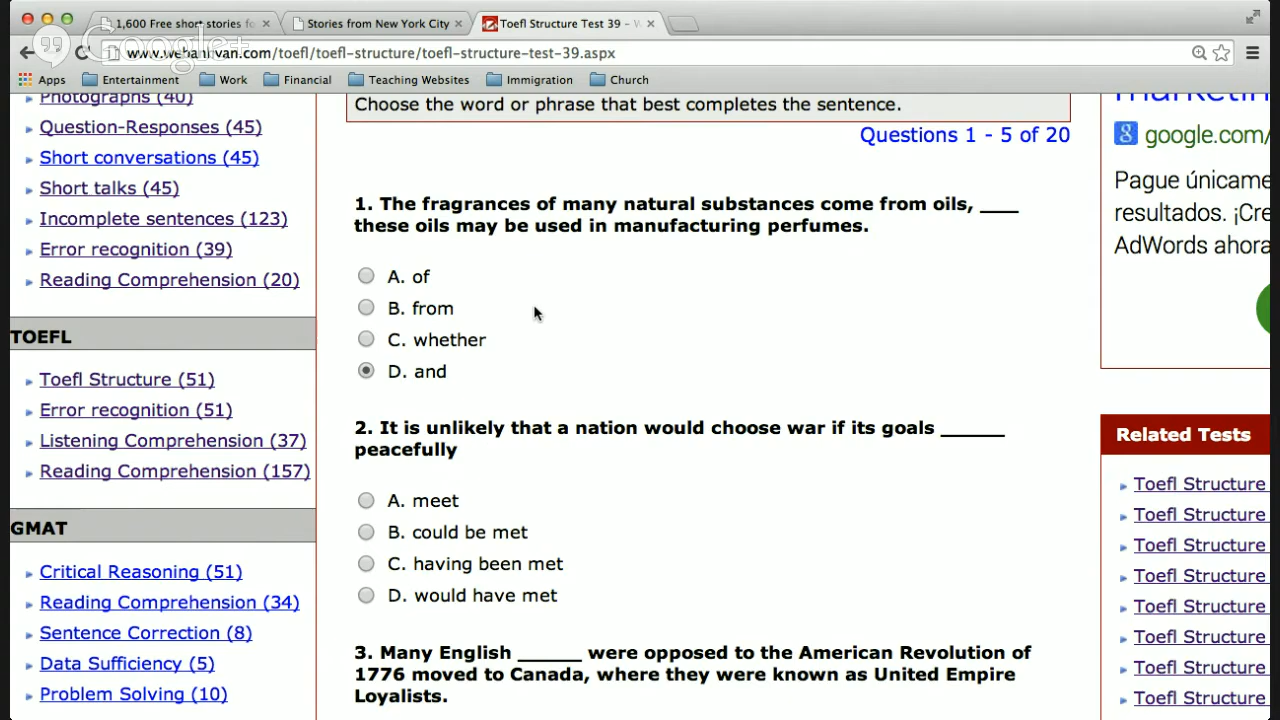 1,600 Free short stories fo
Stories from New York City
Toefl Structure Test 39 -
Google+
www.webanrivan.com/toefl/toefl-structure/toefl-structure-test-39.aspx
Apps Entertainment Work Financial Teaching Websites Immigration Church
Photographs (40)
Question-Responses (45)
Short conversations (45)
Short talks (45)
Incomplete sentences (123)
Error recognition (39)
Reading Comprehension (20)
TOEFL
Toefl Structure (51)
Error recognition (51)
Listening Comprehension (37)
Reading Comprehension (157)
GMAT
Critical Reasoning (51)
Reading Comprehension (34)
Sentence Correction (8)
Data Sufficiency (5)
Problem Solving (10)
Choose the word or phrase that best completes the sentence.
Questions 1 - 5 of 20
1. The fragrances of many natural substances come from oils, ___
these oils may be used in manufacturing perfumes.
A. of
B. from
C. whether
D. and
2. It is unlikely that a nation would choose war if its goals _____
peacefully
A. meet
B. could be met
C. having been met
D. would have met
3. Many English _____ were opposed to the American Revolution of
1776 moved to Canada, where they were known as United Empire
Loyalists.
google.com/
Pague únicame
resultados. ¡Cre
AdWords ahora
Related Tests
Toefl Structure
Toefl Structure
Toefl Structure
Toefl Structure
Toefl Structure
Toefl Structure
Toefl Structure
Toefl Structure